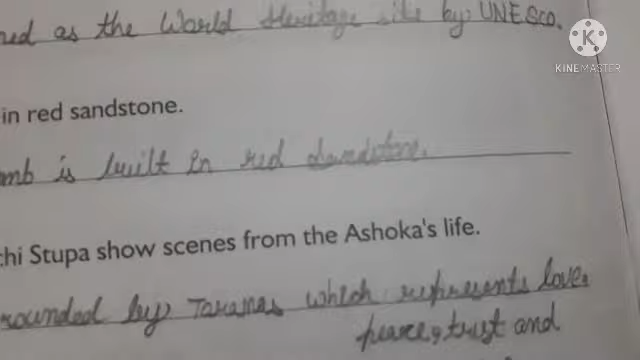 red as the World Heritage site by UNESCO.
KINEMASTER
in red sandstone.
mb is built in red sandstone.
chi Stupa show scenes from the Ashoka's life.
rounded by Toranas which represents love,
peace, trust and